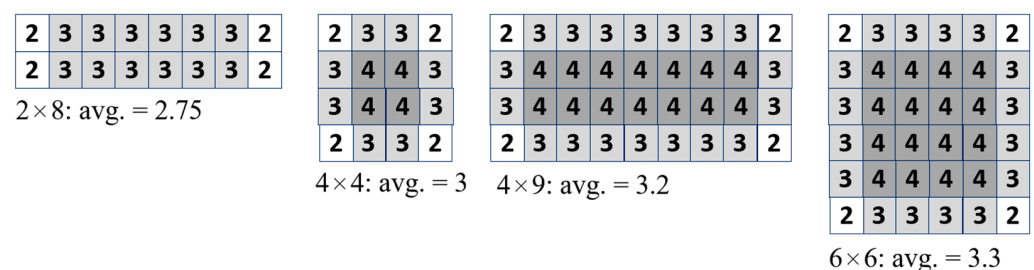 2 3 3 3 3 3 3 2
2 3 3 3 3 3 3 2
2×8: avg. = 2.75
2 3 3 2
3 4 4 3
3 4 4 3
2 3 3 2
4×4: avg. = 3
2 3 3 3 3 3 3 3 2
3 4 4 4 4 4 4 4 3
3 4 4 4 4 4 4 4 3
2 3 3 3 3 3 3 3 2
4×9: avg. = 3.2
2 3 3 3 3 2
3 4 4 4 4 3
3 4 4 4 4 3
3 4 4 4 4 3
3 4 4 4 4 3
2 3 3 3 3 2
6×6: avg. = 3.3